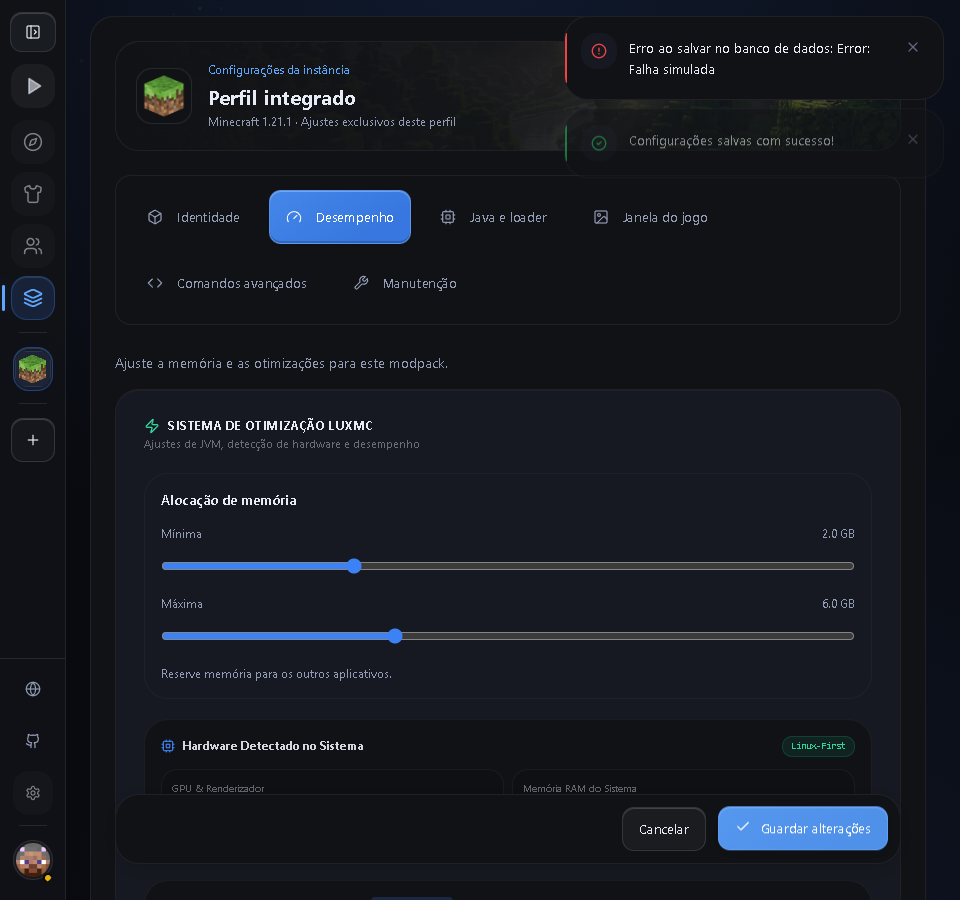 Erro ao salvar no banco de dados: Error:
Falha simulada
Configurações da instância
Perfil integrado
Minecraft 1.21.1 · Ajustes exclusivos deste perfil
Configurações salvas com sucesso!
Identidade
Desempenho
Java e loader
Janela do jogo
Comandos avançados
Manutenção
Ajuste a memória e as otimizações para este modpack.
SISTEMA DE OTIMIZAÇÃO LUXMC
Ajustes de JVM, detecção de hardware e desempenho
Alocação de memória
Mínima
2.0 GB
Máxima
6.0 GB
Reserve memória para os outros aplicativos.
Hardware Detectado no Sistema
Linux-First
GPU & Renderizador
Memória RAM do Sistema
Cancelar
Guardar alterações